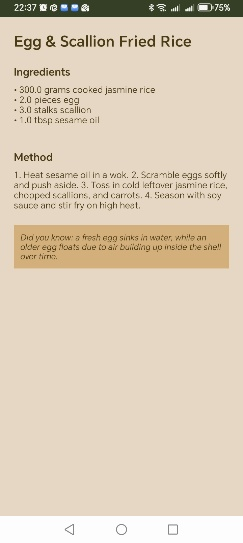 22:37
75%
Egg & Scallion Fried Rice
Ingredients
• 300.0 grams cooked jasmine rice
• 2.0 pieces egg
• 3.0 stalks scallion
• 1.0 tbsp sesame oil
Method
1. Heat sesame oil in a wok. 2. Scramble eggs softly
and push aside. 3. Toss in cold leftover jasmine rice,
chopped scallions, and carrots. 4. Season with soy
sauce and stir fry on high heat.
Did you know: a fresh egg sinks in water, while an
older egg floats due to air building up inside the shell
over time.